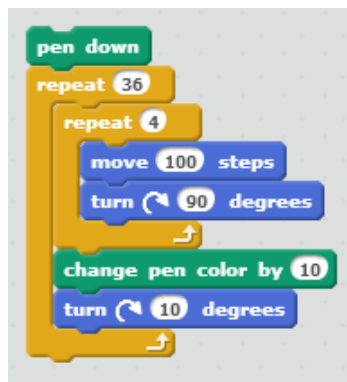 pen down
repeat 36
repeat 4
move 100 steps
turn 90 degrees
change pen color by 10
turn 10 degrees